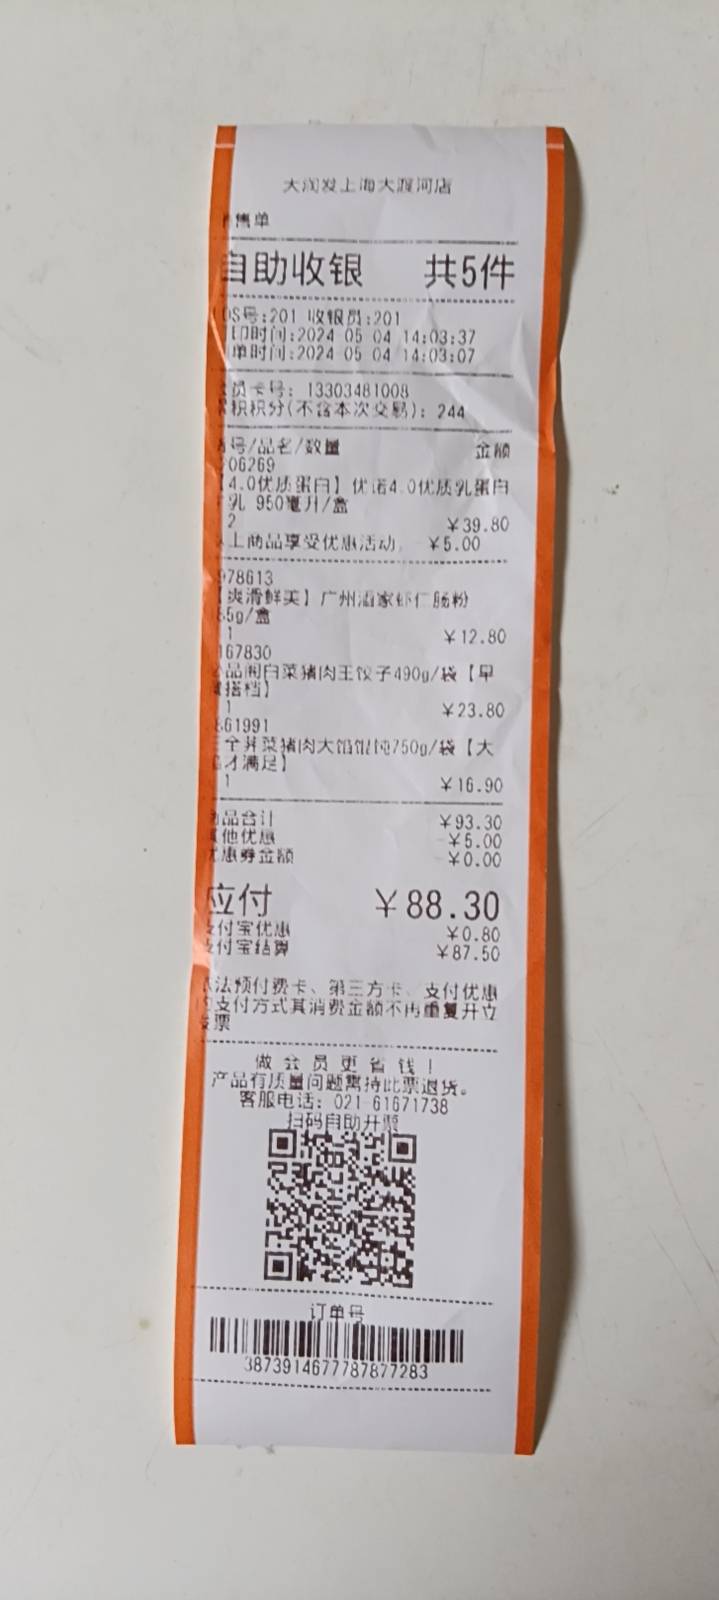 大润发上海大渡河店
售单
自助收银 共5件
OS号:201 收银员:201
印时间:2024 05 04 14:03:37
单时间:2024 05 04 14:03:07
员卡号: 13303481008
积积分(不含本次交易): 244
号/品名/数量 金额
06269
【4.0优质蛋白】优诺4.0优质乳蛋白
乳 950毫升/盒
2 ¥39.80
上商品享受优惠活动, -¥5.00
978613
【爽滑鲜美】广州酒家虾仁肠粉
65g/盒
1 ¥12.80
167830
品阁白菜猪肉王饺子490g/袋【早
搭档】
1 ¥23.80
861991
三全荠菜猪肉大馅馄饨750g/袋【大
才满足】
1 ¥16.90
品合计 ¥93.30
他优惠 -¥5.00
优惠券金额 -¥0.00
应付 ¥88.30
支付宝优惠 ¥0.80
支付宝结算 ¥87.50
法预付费卡、第三方卡、支付优惠
支付方式其消费金额不再重复开立
发票
做会员更省钱!
产品有质量问题需持此票退货。
客服电话: 021-61671738
扫码自助开票
订单号
3873914677787877283